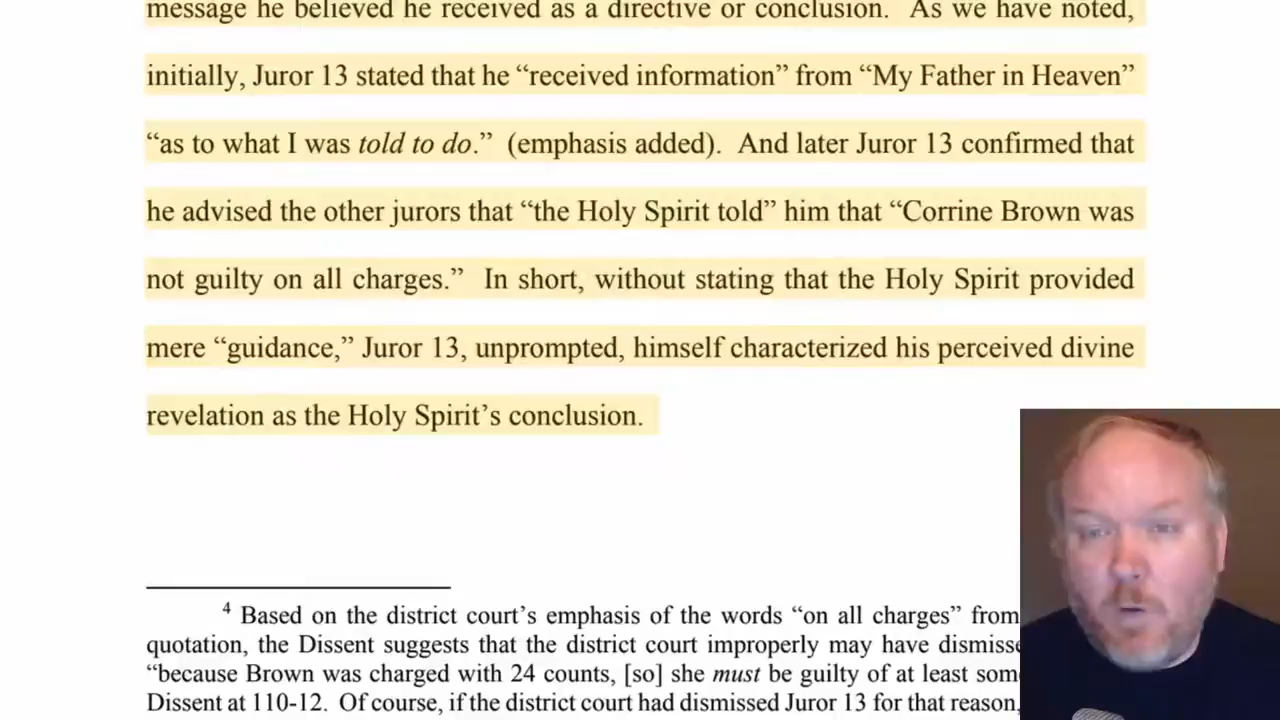 message he believed he received as a directive or conclusion. As we have noted,
initially, Juror 13 stated that he “received information” from “My Father in Heaven”
“as to what I was told to do.” (emphasis added). And later Juror 13 confirmed that
he advised the other jurors that “the Holy Spirit told” him that “Corrine Brown was
not guilty on all charges.” In short, without stating that the Holy Spirit provided
mere “guidance,” Juror 13, unprompted, himself characterized his perceived divine
revelation as the Holy Spirit’s conclusion.
4 Based on the district court’s emphasis of the words “on all charges” from
quotation, the Dissent suggests that the district court improperly may have
“because Brown was charged with 24 counts, [so] she must be guilty of at least
Dissent at 110-12. Of course, if the district court had dismissed Juror 13 for that reason,